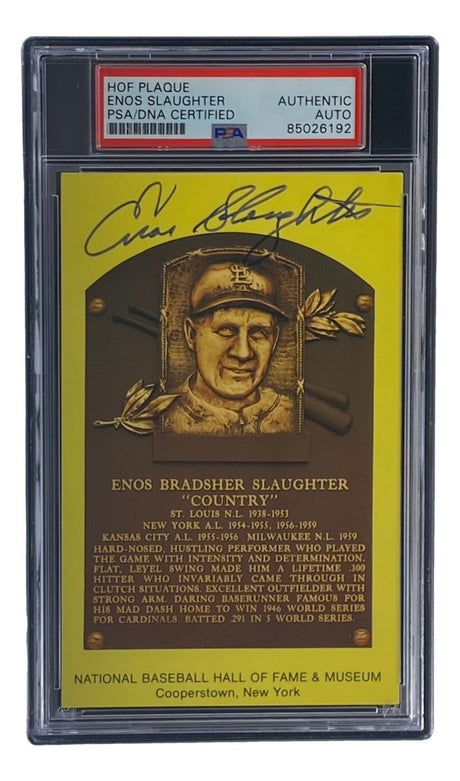 HOF PLAQUE
ENOS SLAUGHTER
PSA/DNA CERTIFIED
AUTHENTIC
AUTO
85026192
PSA
Enos Slaughter
STL
ENOS BRADSHER SLAUGHTER
"COUNTRY"
ST. LOUIS N.L. 1938-1953
NEW YORK A.L. 1954-1955, 1956-1959
KANSAS CITY A.L. 1955-1956 MILWAUKEE N.L. 1959
HARD-NOSED, HUSTLING PERFORMER WHO PLAYED
THE GAME WITH INTENSITY AND DETERMINATION.
FLAT, LEVEL SWING MADE HIM A LIFETIME .300
HITTER WHO INVARIABLY CAME THROUGH IN
CLUTCH SITUATIONS. EXCELLENT OUTFIELDER WITH
STRONG ARM. DARING BASERUNNER FAMOUS FOR
HIS MAD DASH HOME TO WIN 1946 WORLD SERIES
FOR CARDINALS. BATTED .291 IN 5 WORLD SERIES.
NATIONAL BASEBALL HALL OF FAME & MUSEUM
Cooperstown, New York